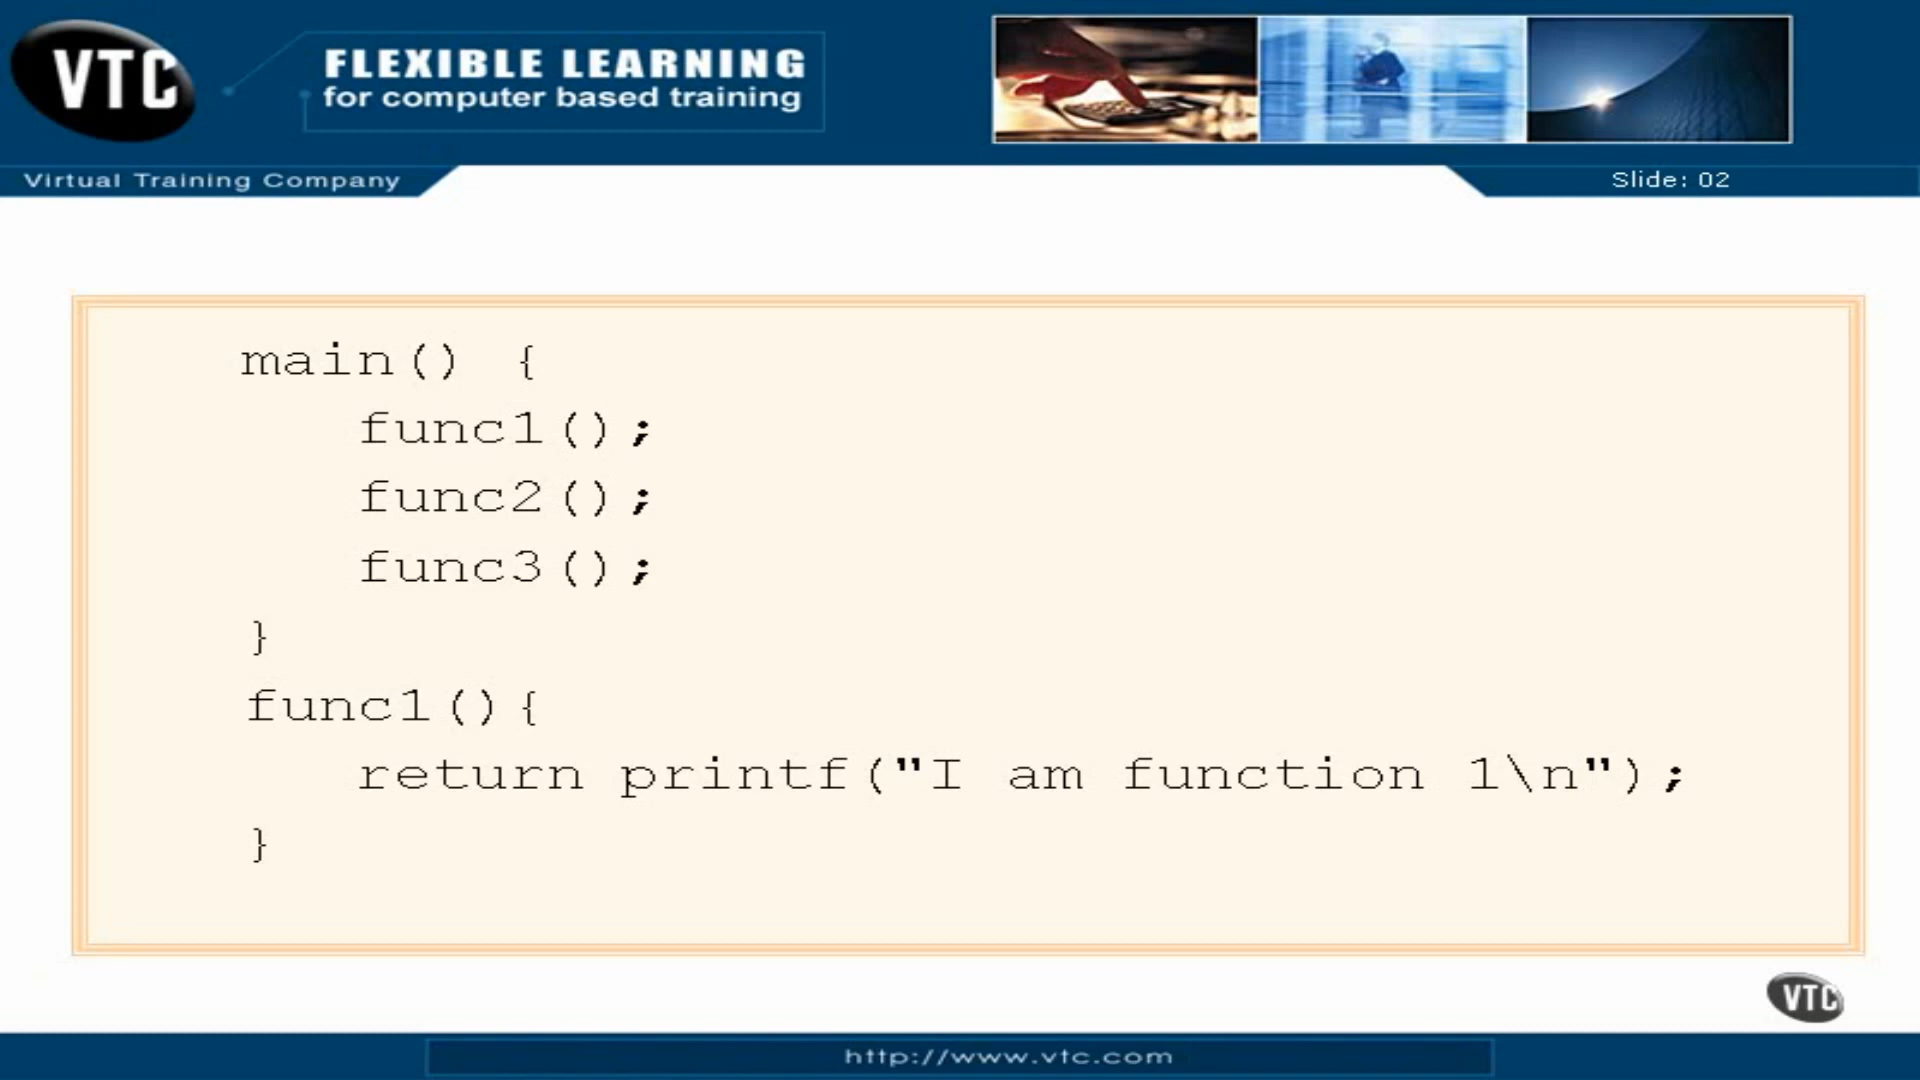 VTC
FLEXIBLE LEARNING
for computer based training
Virtual Training Company
Slide: 02
main() {
func1();
func2();
func3();
}
func1(){
return printf("I am function 1\n");
}
VTC
http://www.vtc.com